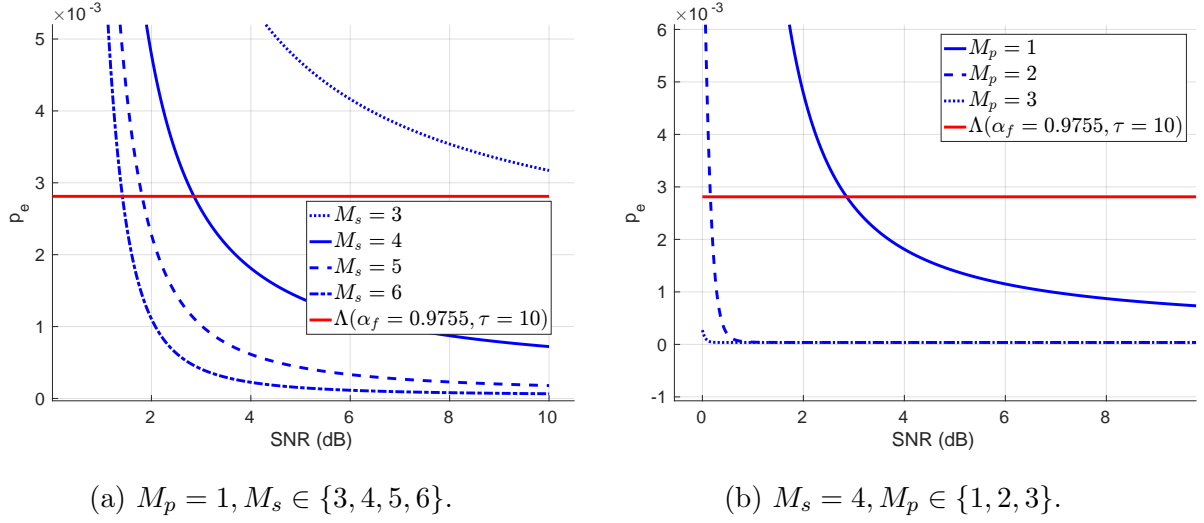 ×10⁻³
5
4
3
2
1
0
p_e
2
4
6
8
10
SNR (dB)
M_s = 3
M_s = 4
M_s = 5
M_s = 6
Λ(α_f = 0.9755, τ = 10)
(a) M_p = 1, M_s ∈ {3, 4, 5, 6}.
×10⁻³
6
5
4
3
2
1
0
-1
p_e
0
2
4
6
8
SNR (dB)
M_p = 1
M_p = 2
M_p = 3
Λ(α_f = 0.9755, τ = 10)
(b) M_s = 4, M_p ∈ {1, 2, 3}.